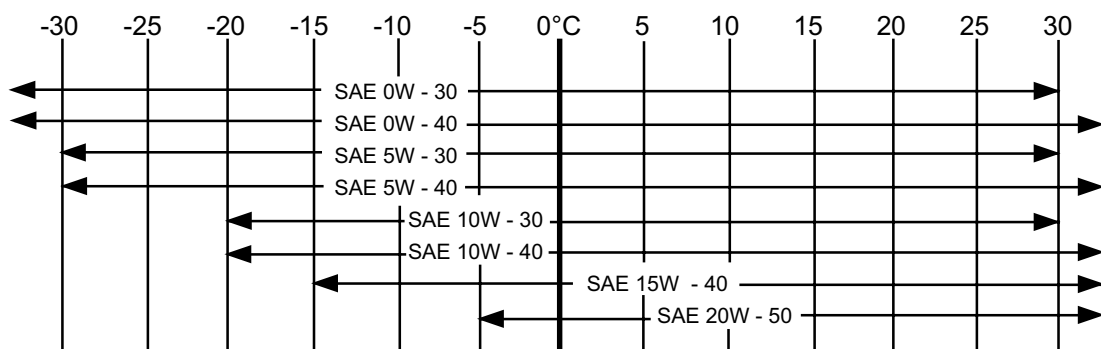 -30 -25 -20 -15 -10 -5 0°C 5 10 15 20 25 30
SAE 0W - 30
SAE 0W - 40
SAE 5W - 30
SAE 5W - 40
SAE 10W - 30
SAE 10W - 40
SAE 15W - 40
SAE 20W - 50